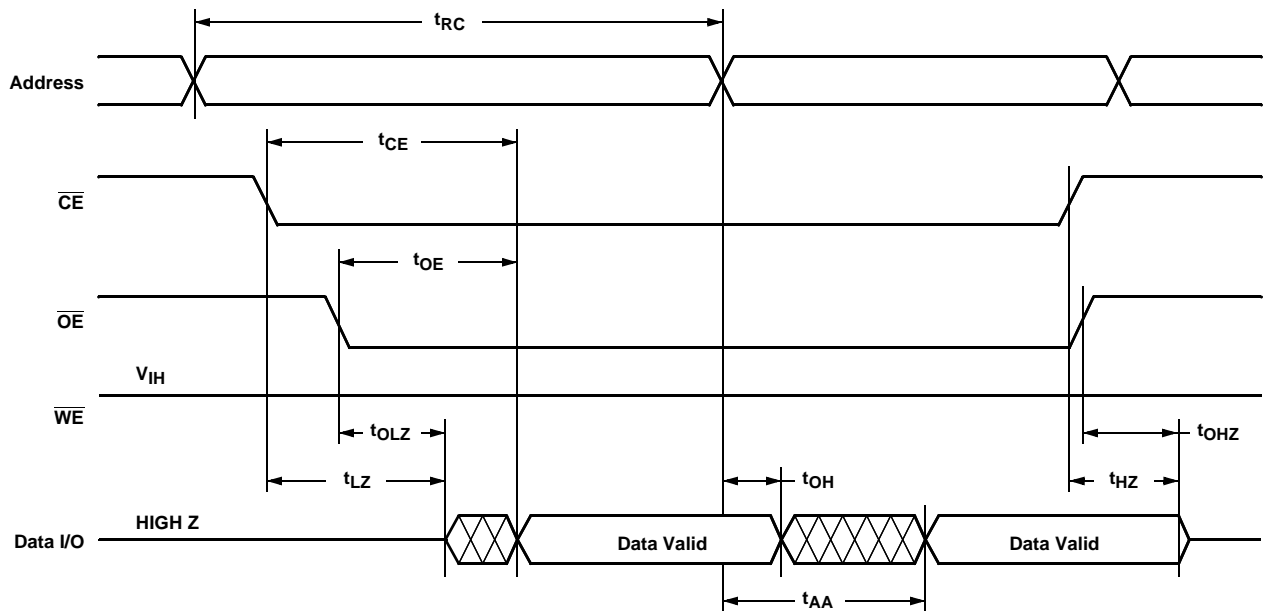 tRC
Address
tCE
CE
tOE
OE
VIH
WE
tOLZ
tOHZ
tLZ
tOH
tHZ
HIGH Z
Data I/O
Data Valid
Data Valid
tAA